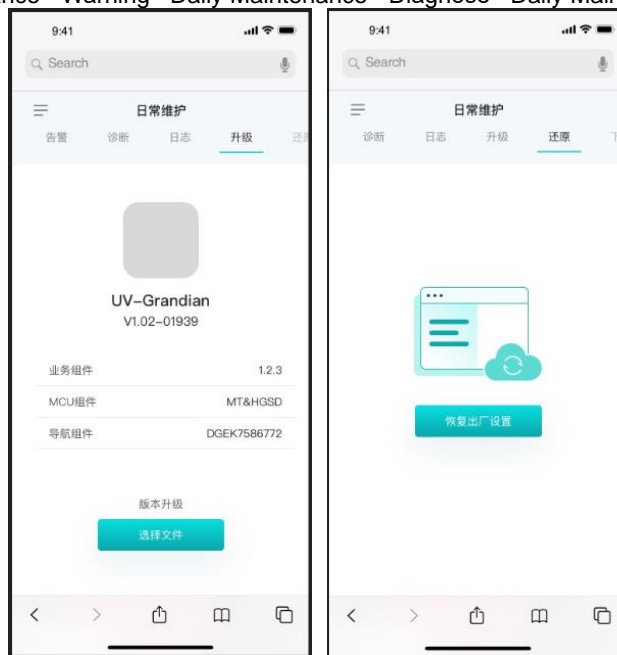 Warning Daily Maintenance Diagnose Daily
9:41
Search
日常维护
告警 诊断 日志 升级
UV-Grandian
V1.02-01939
业务组件 1.2.3
MCU组件 MT&HGSD
导航组件 DGEK7586772
版本升级
选择文件
9:41
Search
日常维护
诊断 日志 升级 还原
恢复出厂设置